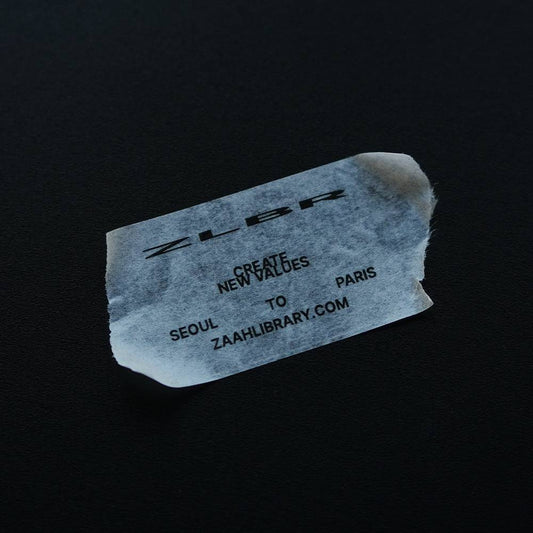 ZLBR
CREATE
NEW VALUES
SEOUL TO PARIS
ZAAHLIBRARY.COM